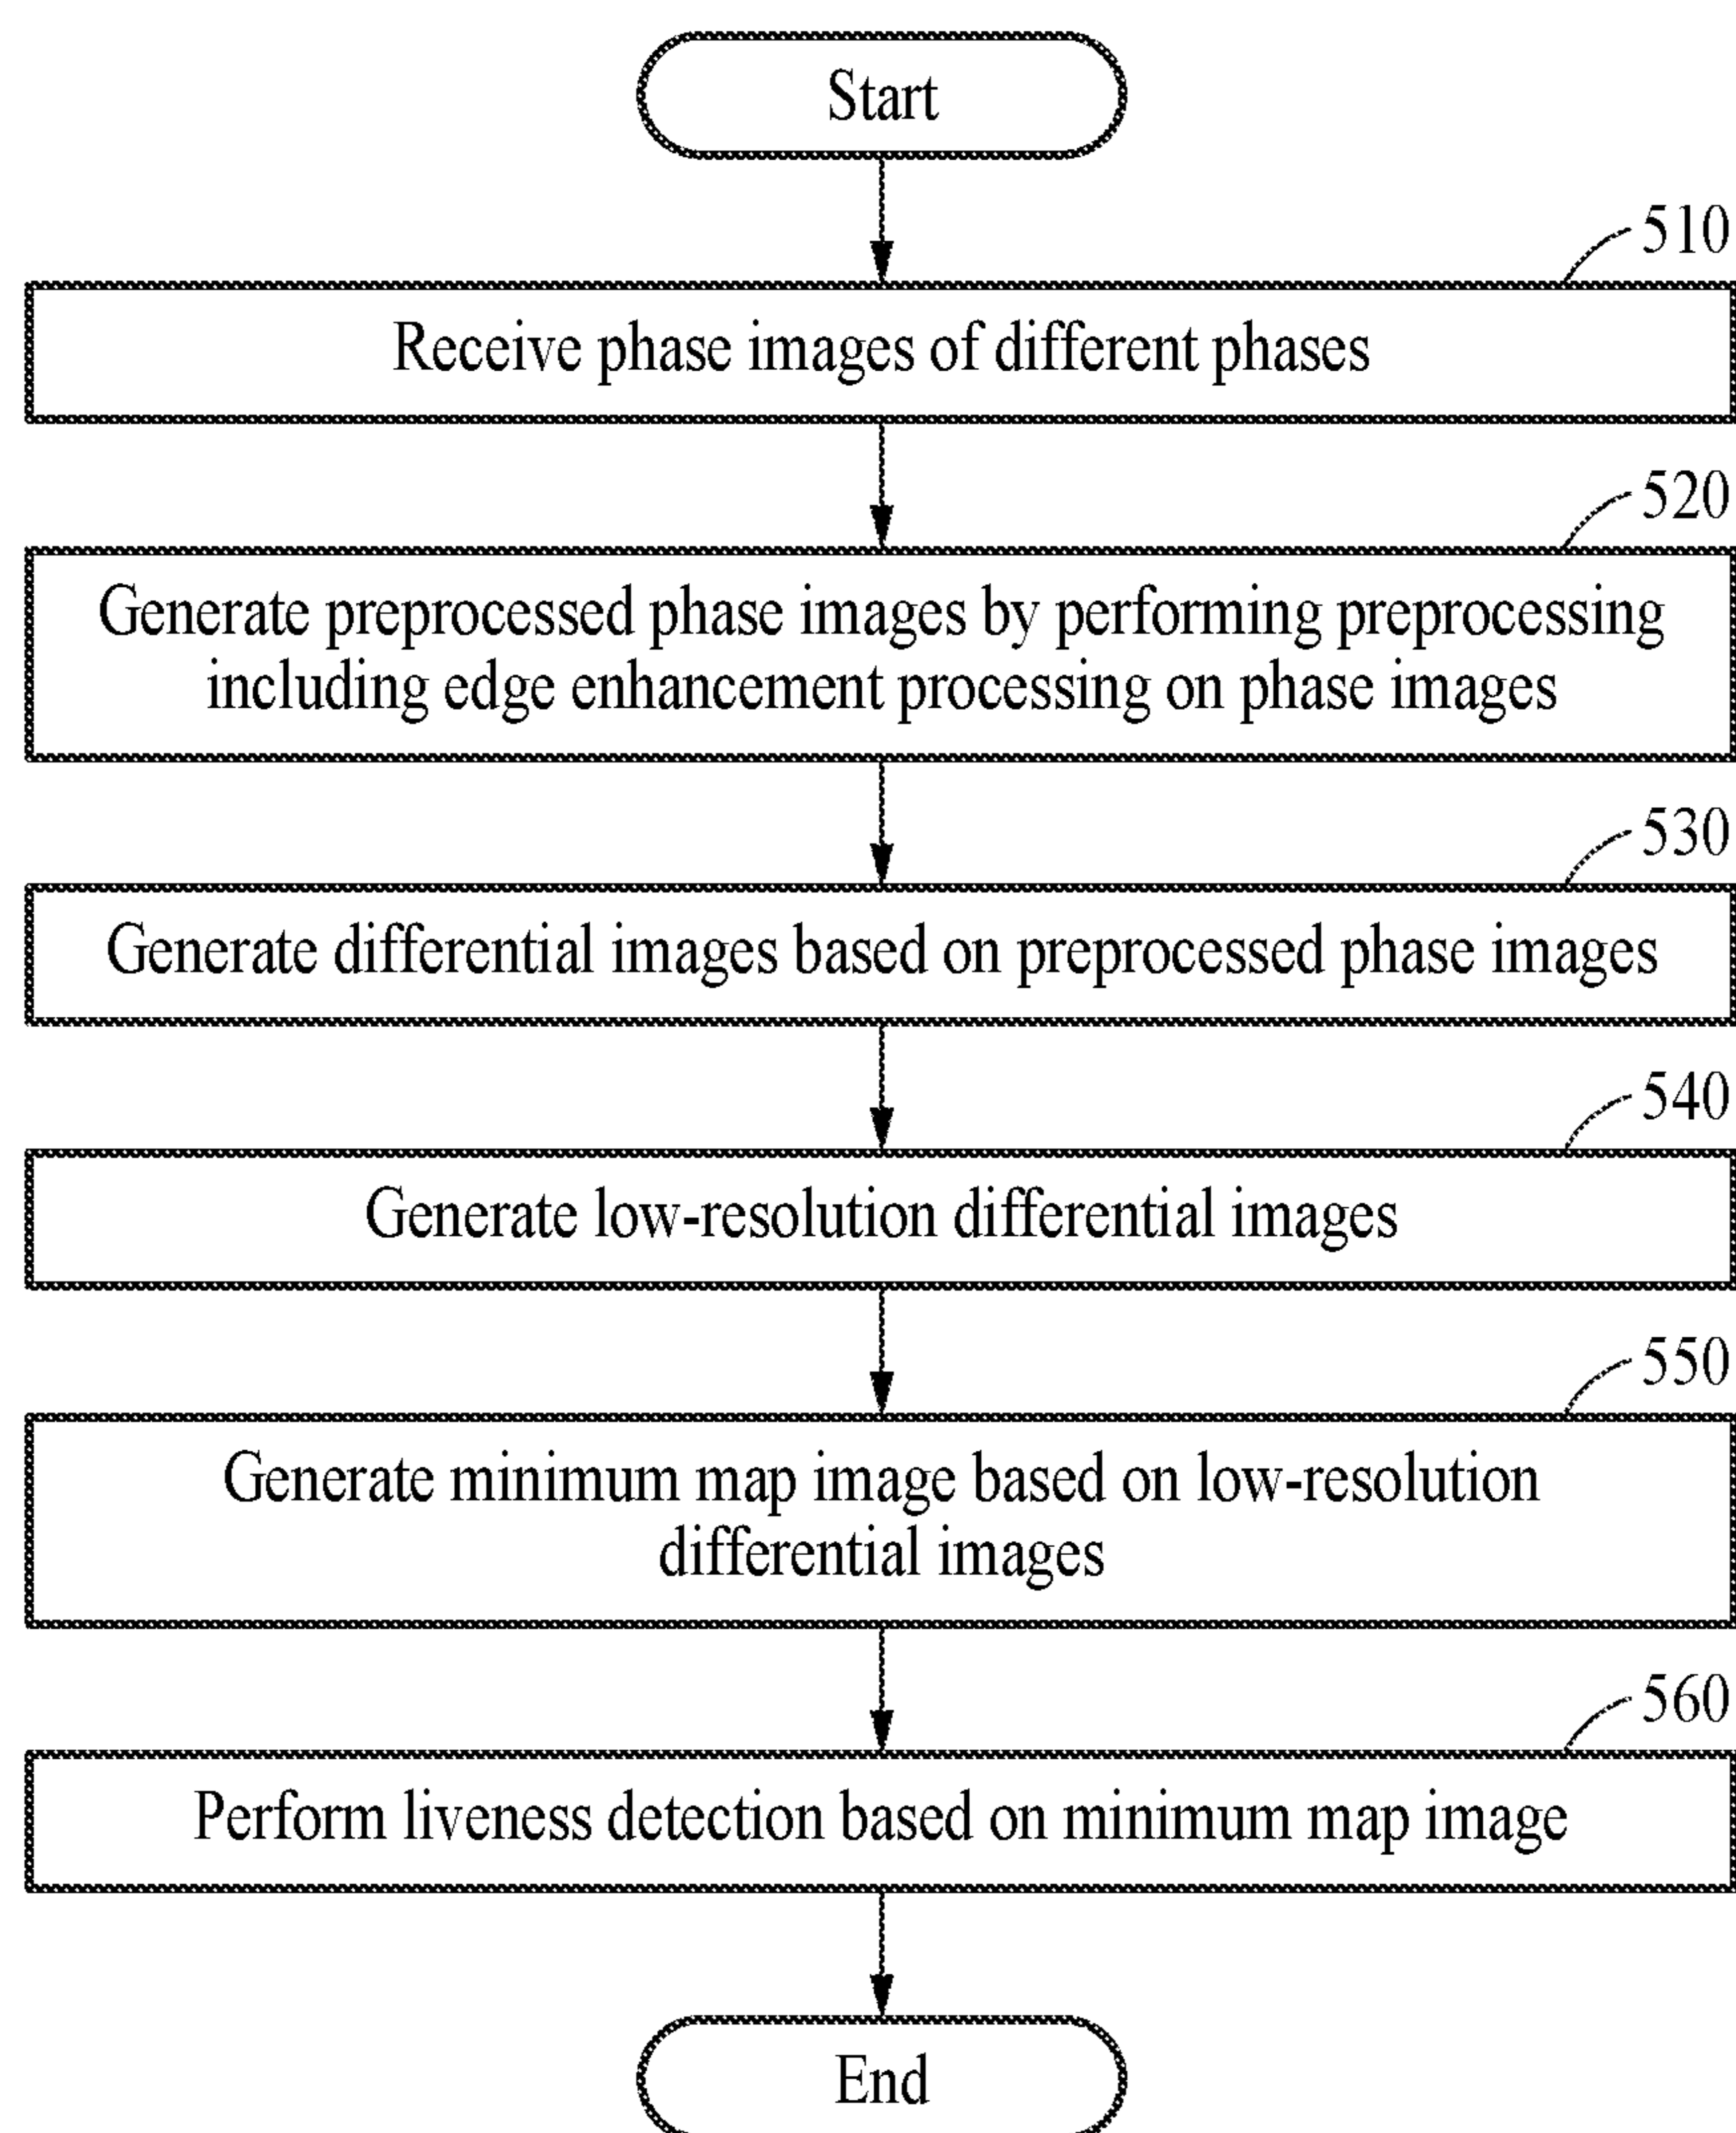 Start
510
Receive phase images of different phases
520
Generate preprocessed phase images by performing preprocessing
including edge enhancement processing on phase images
530
Generate differential images based on preprocessed phase images
540
Generate low-resolution differential images
550
Generate minimum map image based on low-resolution
differential images
560
Perform liveness detection based on minimum map image
End